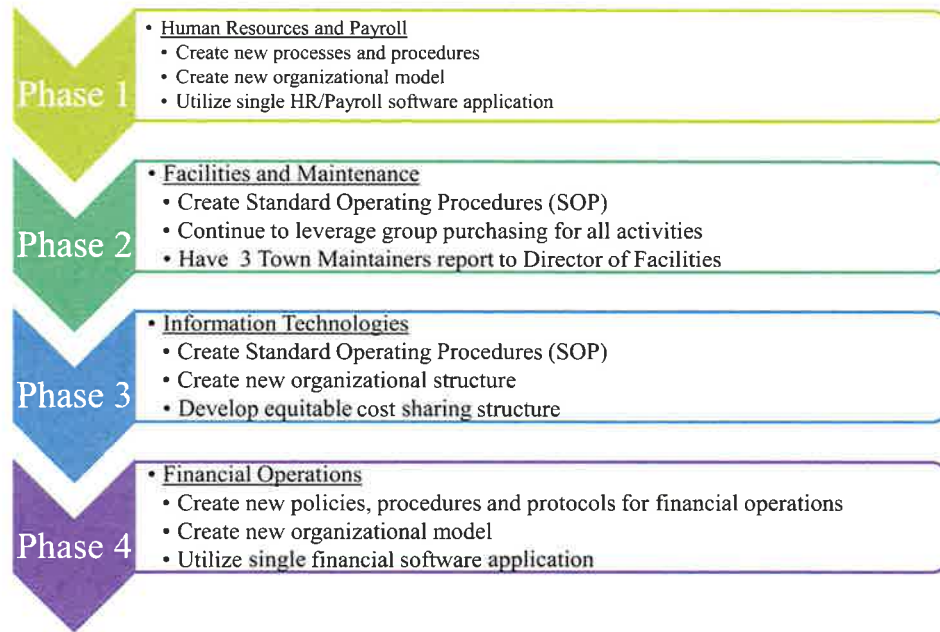 Phase 1
• Human Resources and Payroll
• Create new processes and procedures
• Create new organizational model
• Utilize single HR/Payroll software application
Phase 2
• Facilities and Maintenance
• Create Standard Operating Procedures (SOP)
• Continue to leverage group purchasing for all activities
• Have 3 Town Maintainers report to Director of Facilities
Phase 3
• Information Technologies
• Create Standard Operating Procedures (SOP)
• Create new organizational structure
• Develop equitable cost sharing structure
Phase 4
• Financial Operations
• Create new policies, procedures and protocols for financial operations
• Create new organizational model
• Utilize single financial software application